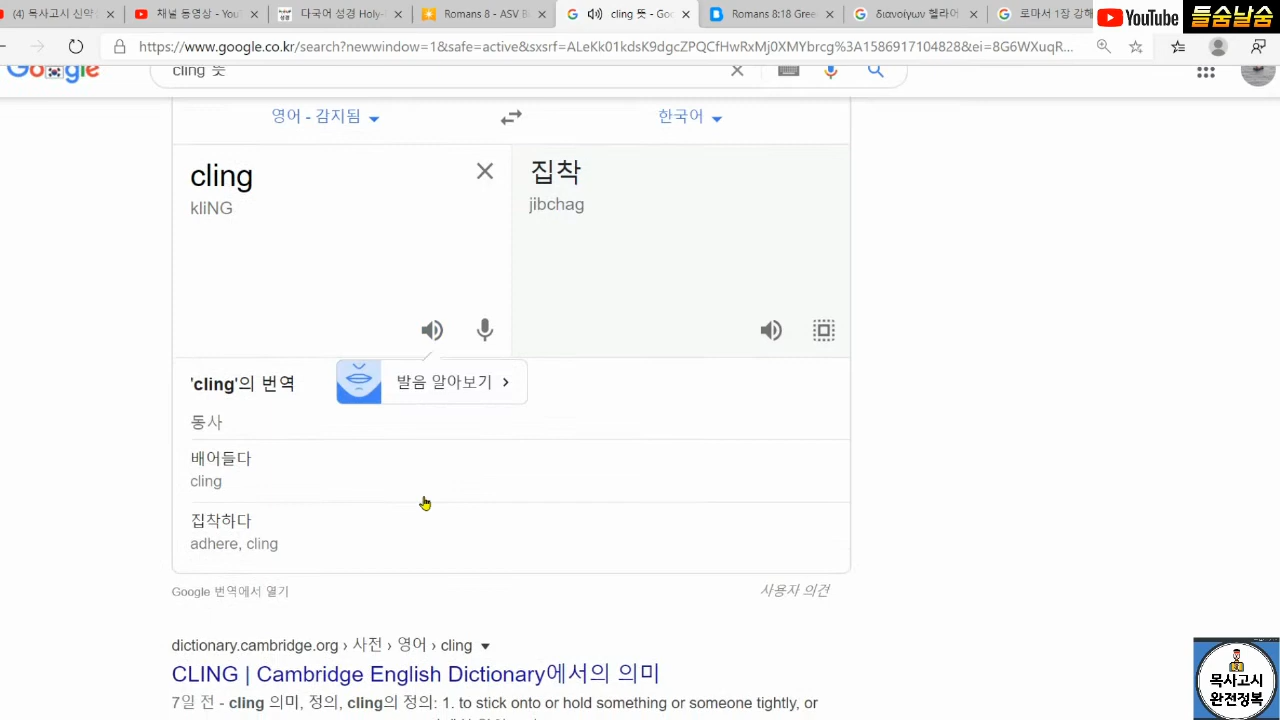 (4) 목사고시 신약
채널 동영상 - You
다국어 성경 Holy-
Romans
cling 뜻 - Goo
Romans Gree
διανοίγων 헬라어
로마서 1장 강해
YouTube
들숨날숨
https://www.google.co.kr/search?newwindow=1&safe=active&sxsrf=ALeKk01kdsK9dgcZPQCfHwRxMj0XMYbrcg%3A1586917104828&ei=8G6WXuqR...
Google
cling 뜻
영어 - 감지됨
한국어
cling
집착
kliNG
jibchag
'cling'의 번역
발음 알아보기
동사
배어들다
cling
집착하다
adhere, cling
Google 번역에서 열기
사용자 의견
dictionary.cambridge.org › 사전 › 영어 › cling
CLING | Cambridge English Dictionary에서의 의미
7일 전 - cling 의미, 정의, cling의 정의: 1. to stick onto or hold something or someone tightly, or
목사고시
완전정복